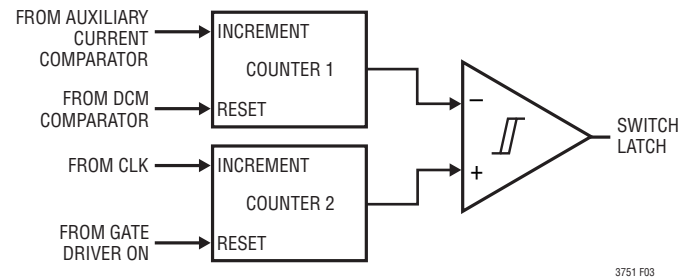 FROM AUXILIARY
CURRENT
COMPARATOR
INCREMENT
COUNTER 1
FROM DCM
COMPARATOR
RESET
FROM CLK
INCREMENT
COUNTER 2
FROM GATE
DRIVER ON
RESET
–
+
SWITCH
LATCH
3751 F03